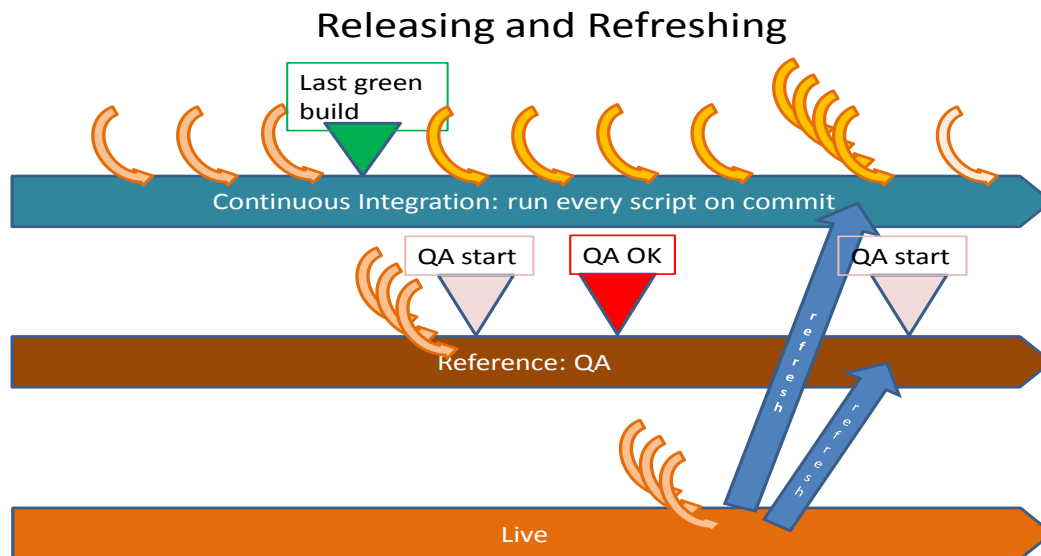 Releasing and Refreshing
Last green
build
Continuous Integration: run every script on commit
QA start
QA OK
QA start
refresh
Reference: QA
refresh
Live